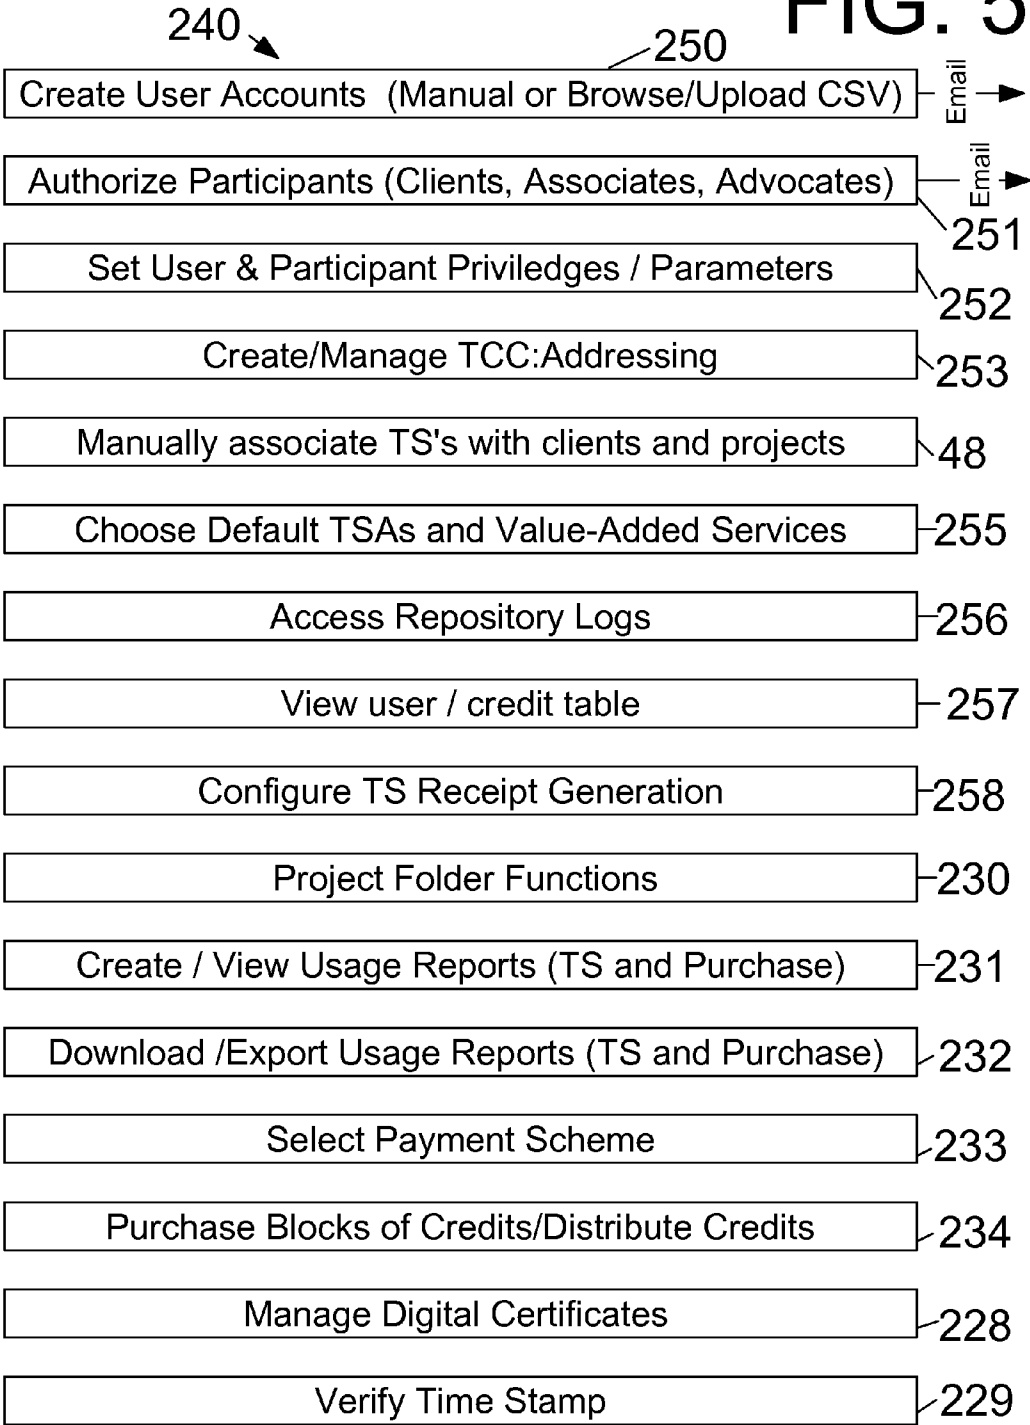 FIG. 5
240
250
Create User Accounts (Manual or Browse/Upload CSV)
Email
Authorize Participants (Clients, Associates, Advocates)
Email
251
Set User & Participant Priviledges / Parameters
252
Create/Manage TCC:Addressing
253
Manually associate TS's with clients and projects
48
Choose Default TSAs and Value-Added Services
255
Access Repository Logs
256
View user / credit table
257
Configure TS Receipt Generation
258
Project Folder Functions
230
Create / View Usage Reports (TS and Purchase)
231
Download /Export Usage Reports (TS and Purchase)
232
Select Payment Scheme
233
Purchase Blocks of Credits/Distribute Credits
234
Manage Digital Certificates
228
Verify Time Stamp
229